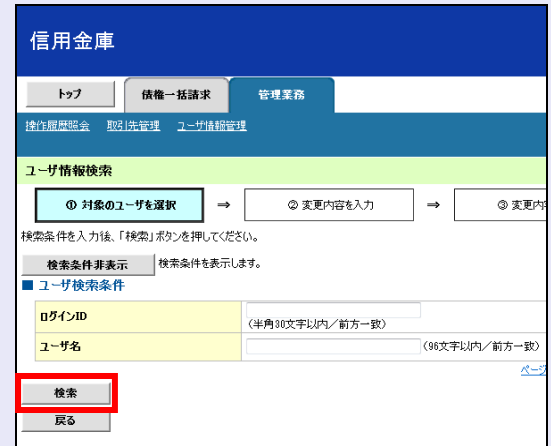 信用金庫
トップ 債権一括請求 管理業務
操作履歴照会 取引先管理 ユーザ情報管理
ユーザ情報検索
① 対象のユーザを選択 ⇒ ② 変更内容を入力 ⇒ ③ 変更内
検索条件を入力後、「検索」ボタンを押してください。
検索条件非表示 検索条件を表示します。
■ ユーザ検索条件
ログインID
(半角30文字以内/前方一致)
ユーザ名 (96文字以内/前方一致)
ページ
検索
戻る